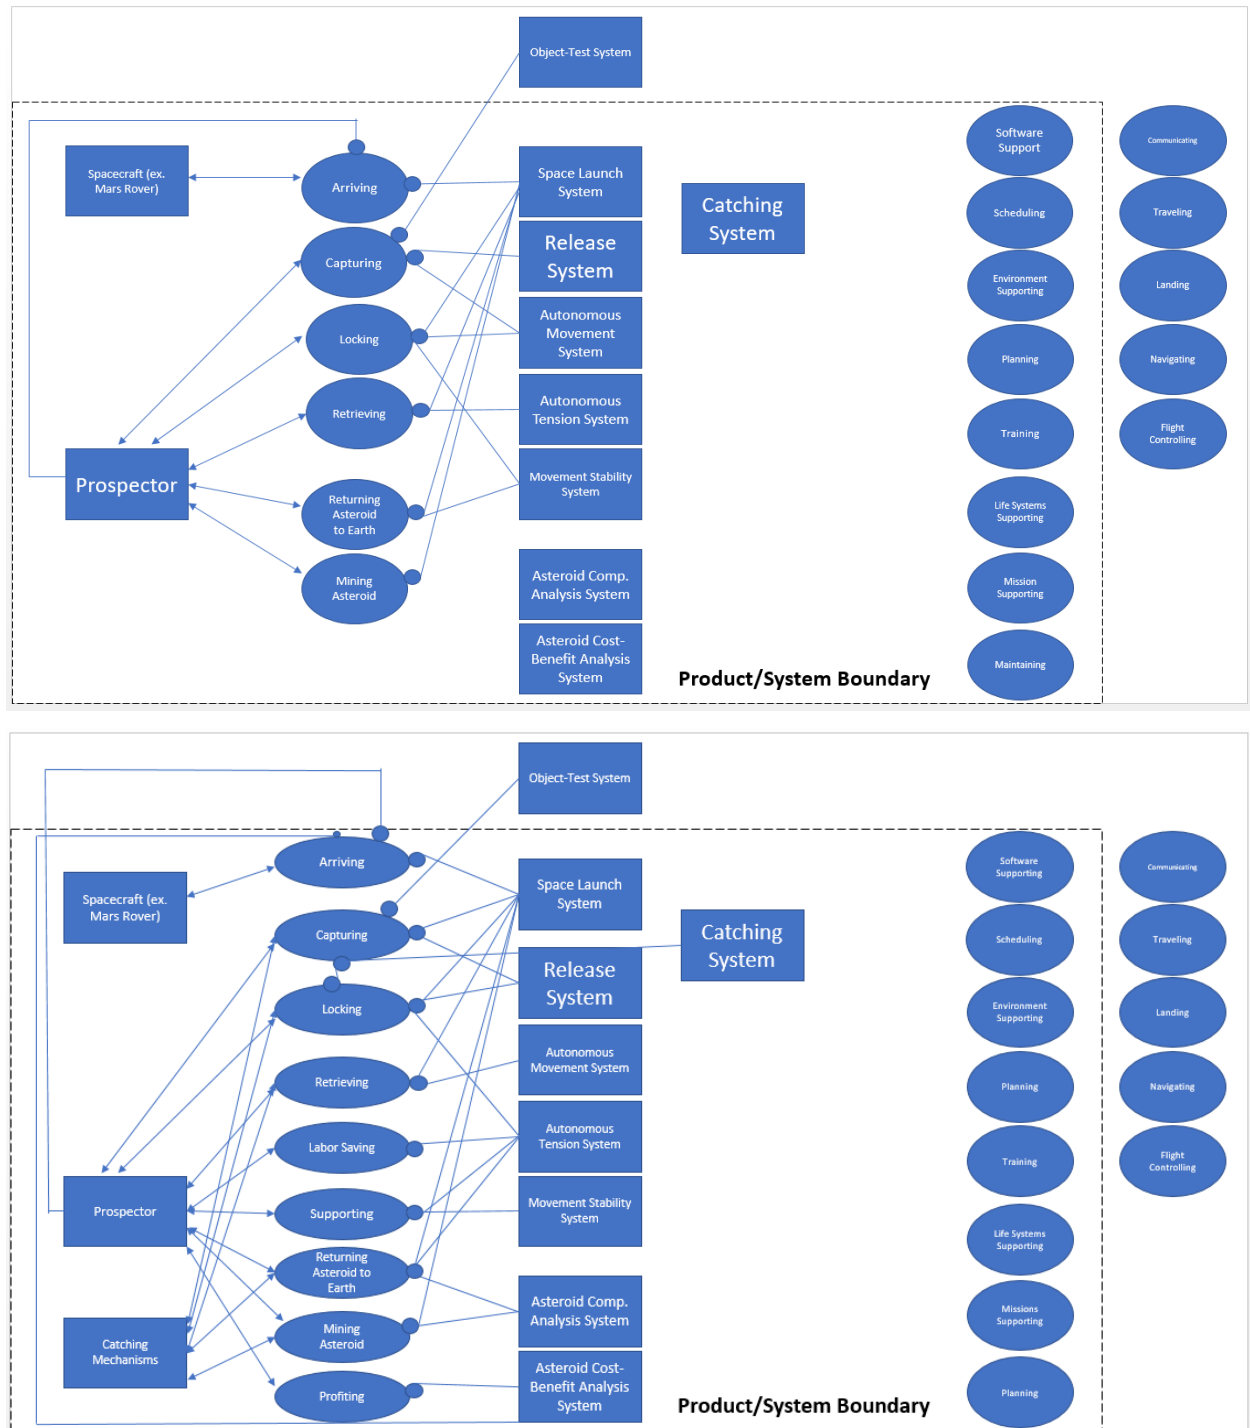 Object-Test System
Spacecraft (ex.
Mars Rover)
Arriving
Space Launch
System
Catching
System
Software
Support
Communicating
Scheduling
Traveling
Capturing
Release
System
Environment
Supporting
Landing
Locking
Autonomous
Movement
System
Planning
Navigating
Retrieving
Autonomous
Tension System
Training
Flight
Controlling
Prospector
Returning
Asteroid
to Earth
Movement Stability
System
Life Systems
Supporting
Mining
Asteroid
Asteroid Comp.
Analysis System
Mission
Supporting
Asteroid Cost-
Benefit Analysis
System
Product/System Boundary
Maintaining
Object-Test System
Arriving
Spacecraft (ex.
Mars Rover)
Space Launch
System
Software
Supporting
Communicating
Capturing
Catching
System
Scheduling
Traveling
Locking
Release
System
Environment
Supporting
Landing
Retrieving
Autonomous
Movement System
Planning
Navigating
Labor Saving
Autonomous
Tension System
Training
Flight
Controlling
Prospector
Supporting
Movement Stability
System
Life Systems
Supporting
Returning
Asteroid to
Earth
Catching
Mechanisms
Mining
Asteroid
Asteroid Comp.
Analysis System
Missions
Supporting
Profiting
Asteroid Cost-
Benefit Analysis
System
Product/System Boundary
Planning